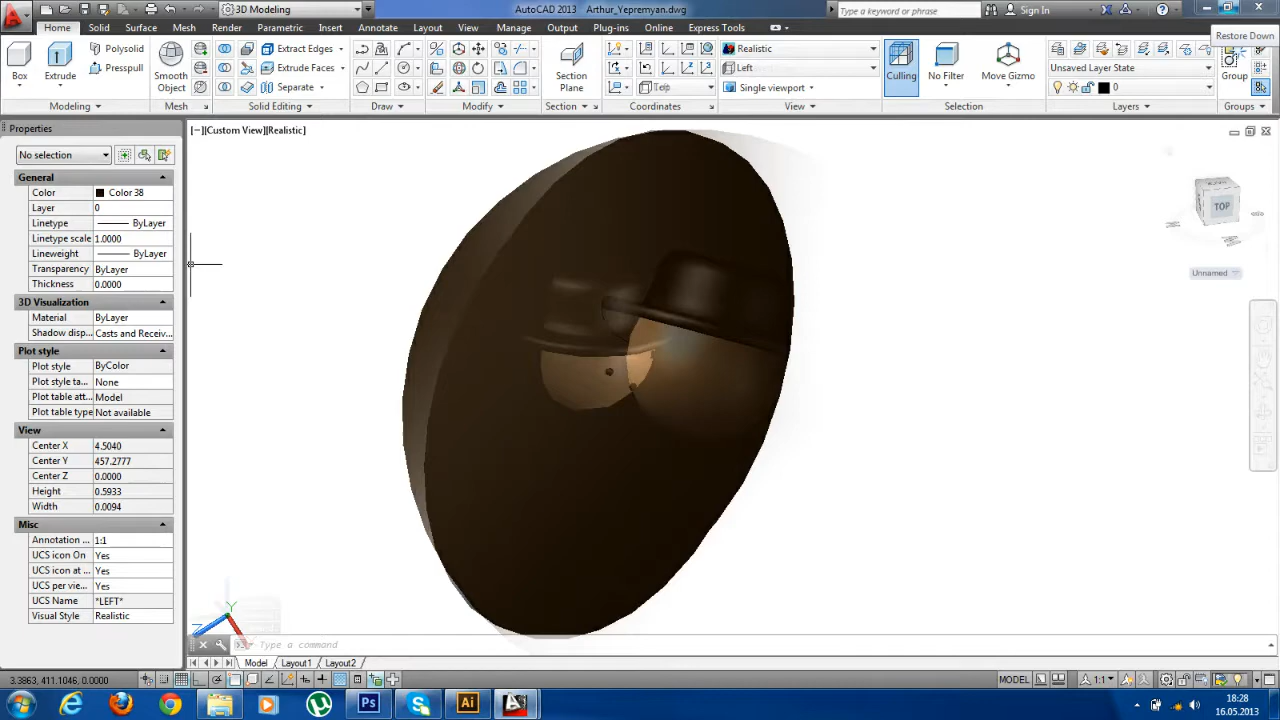 3D Modeling
AutoCAD 2013 Arthur_Yepremyan.dwg
Type a keyword or phrase
Sign In
Restore Down
Home Solid Surface Mesh Render Parametric Insert Annotate Layout View Manage Output Plug-ins Online Express Tools
Box
Extrude
Polysolid
Presspull
Smooth
Object
Extract Edges
Extrude Faces
Separate
Section
Plane
Realistic
Left
Single viewport
Culling
No Filter
Move Gizmo
Unsaved Layer State
0
Group
Modeling Mesh Solid Editing Draw Modify Section Coordinates View Selection Layers Groups
Properties
[−][Custom View][Realistic]
No selection
General
Color Color 38
Layer 0
Linetype ByLayer
Linetype scale 1.0000
Lineweight ByLayer
Transparency ByLayer
Thickness 0.0000
3D Visualization
Material ByLayer
Shadow disp... Casts and Receiv...
Plot style
Plot style ByColor
Plot style ta... None
Plot table att... Model
Plot table type Not available
View
Center X 4.5040
Center Y 457.2777
Center Z 0.0000
Height 0.5933
Width 0.0094
Misc
Annotation ... 1:1
UCS icon On Yes
UCS icon at ... Yes
UCS per vie... Yes
UCS Name *LEFT*
Visual Style Realistic
TOP
Unnamed
Y
Z
Type a command
Model Layout1 Layout2
3.3863, 411.1046, 0.0000
MODEL
1:1
Ps
Ai
18:28
16.05.2013